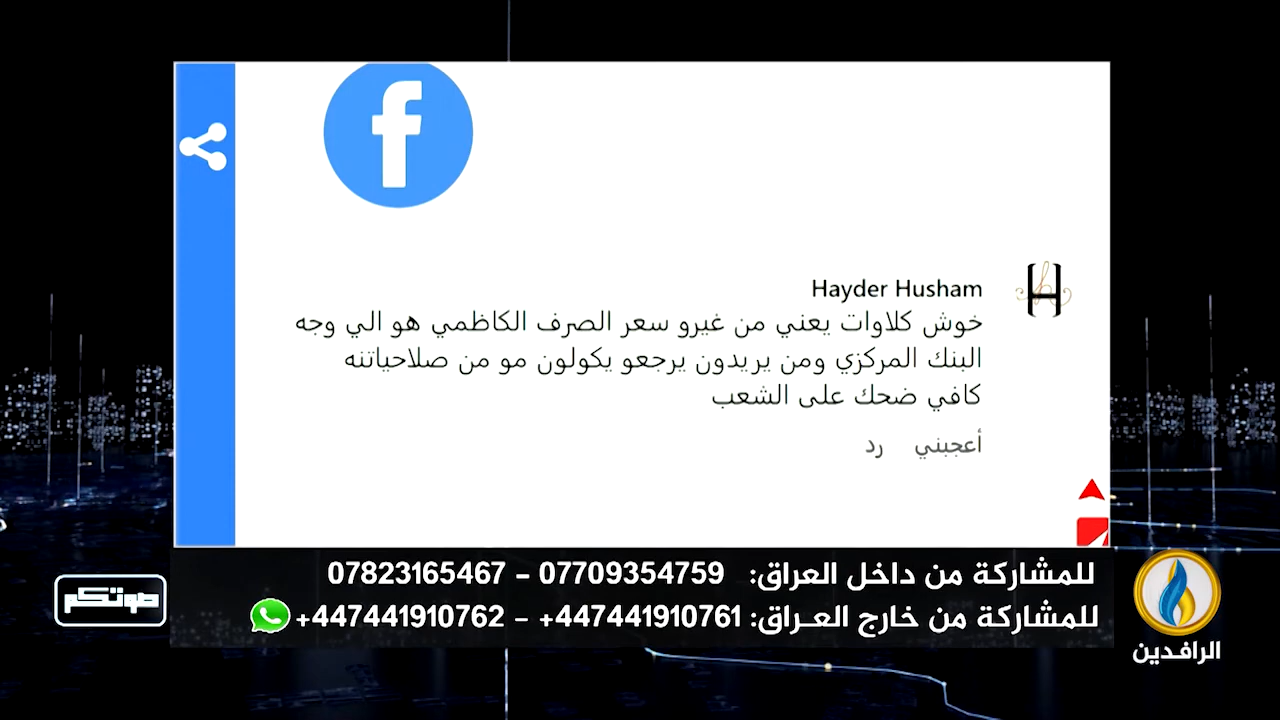 Hayder Husham
خوش كلاوات يعني من غيرو سعر الصرف الكاظمي هو الي وجه
البنك المركزي ومن يريدون يرجعو يكولون مو من صلاحياتنه
كافي ضحك على الشعب
أعجبني رد
للمشاركة من داخل العراق: 07709354759 - 07823165467
للمشاركة من خارج العـراق: 447441910761+ - 447441910762+
صوتكم
الرافدين